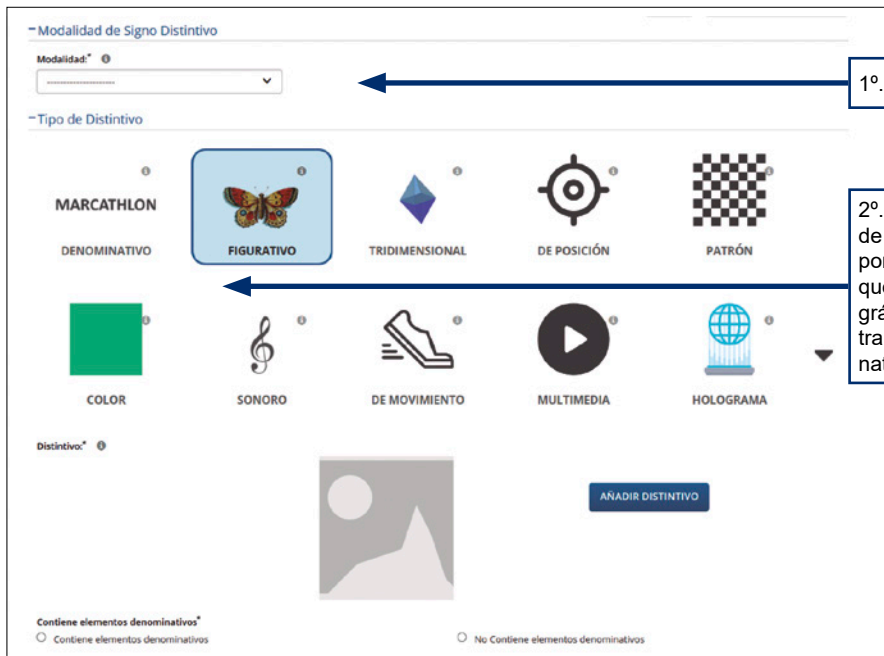 Modalidad de Signo Distintivo
Modalidad:*
--------------------
1º.
Tipo de Distintivo
MARCATHLON
DENOMINATIVO
FIGURATIVO
TRIDIMENSIONAL
DE POSICIÓN
PATRÓN
2º.
de
por
que
grá
tra
nat
COLOR
SONORO
DE MOVIMIENTO
MULTIMEDIA
HOLOGRAMA
Distintivo:*
AÑADIR DISTINTIVO
Contiene elementos denominativos*
Contiene elementos denominativos
No Contiene elementos denominativos